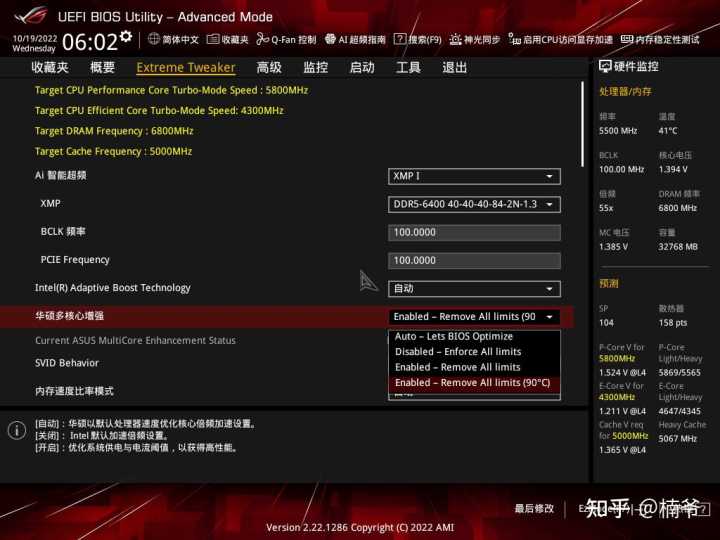 UEFI BIOS Utility – Advanced Mode
10/19/2022
Wednesday
06:02
简体中文
收藏夹
Q-Fan 控制
AI 超频指南
搜索(F9)
神光同步
启用CPU访问显存加速
内存稳定性测试
收藏夹 概要 Extreme Tweaker 高级 监控 启动 工具 退出
Target CPU Performance Core Turbo-Mode Speed : 5800MHz
Target CPU Efficient Core Turbo-Mode Speed: 4300MHz
Target DRAM Frequency : 6800MHz
Target Cache Frequency : 5000MHz
Ai 智能超频 XMP I
XMP DDR5-6400 40-40-40-84-2N-1.3
BCLK 频率 100.0000
PCIE Frequency 100.0000
Intel(R) Adaptive Boost Technology 自动
华硕多核心增强 Enabled – Remove All limits (90
Current ASUS MultiCore Enhancement Status
Auto – Lets BIOS Optimize
Disabled – Enforce All limits
Enabled – Remove All limits
Enabled – Remove All limits (90°C)
SVID Behavior
内存速度比率模式
[自动]：华硕以默认处理器速度优化核心倍频加速设置。
[关闭]： Intel 默认加速倍频设置。
[开启]：优化系统供电与电流阈值，以获得高性能。
硬件监控
处理器/内存
频率 温度
5500 MHz 41°C
BCLK 核心电压
100.00 MHz 1.394 V
倍频 DRAM 频率
55x 6800 MHz
MC 电压 容量
1.385 V 32768 MB
预测
SP 散热器
104 158 pts
P-Core V for P-Core
5800MHz Light/Heavy
1.524 V @L4 5869/5565
E-Core V for E-Core
4300MHz Light/Heavy
1.211 V @L4 4647/4345
Cache V req Heavy Cache
for 5000MHz 5067 MHz
1.365 V @L4
最后修改
知乎 @楠爷
Version 2.22.1286 Copyright (C) 2022 AMI